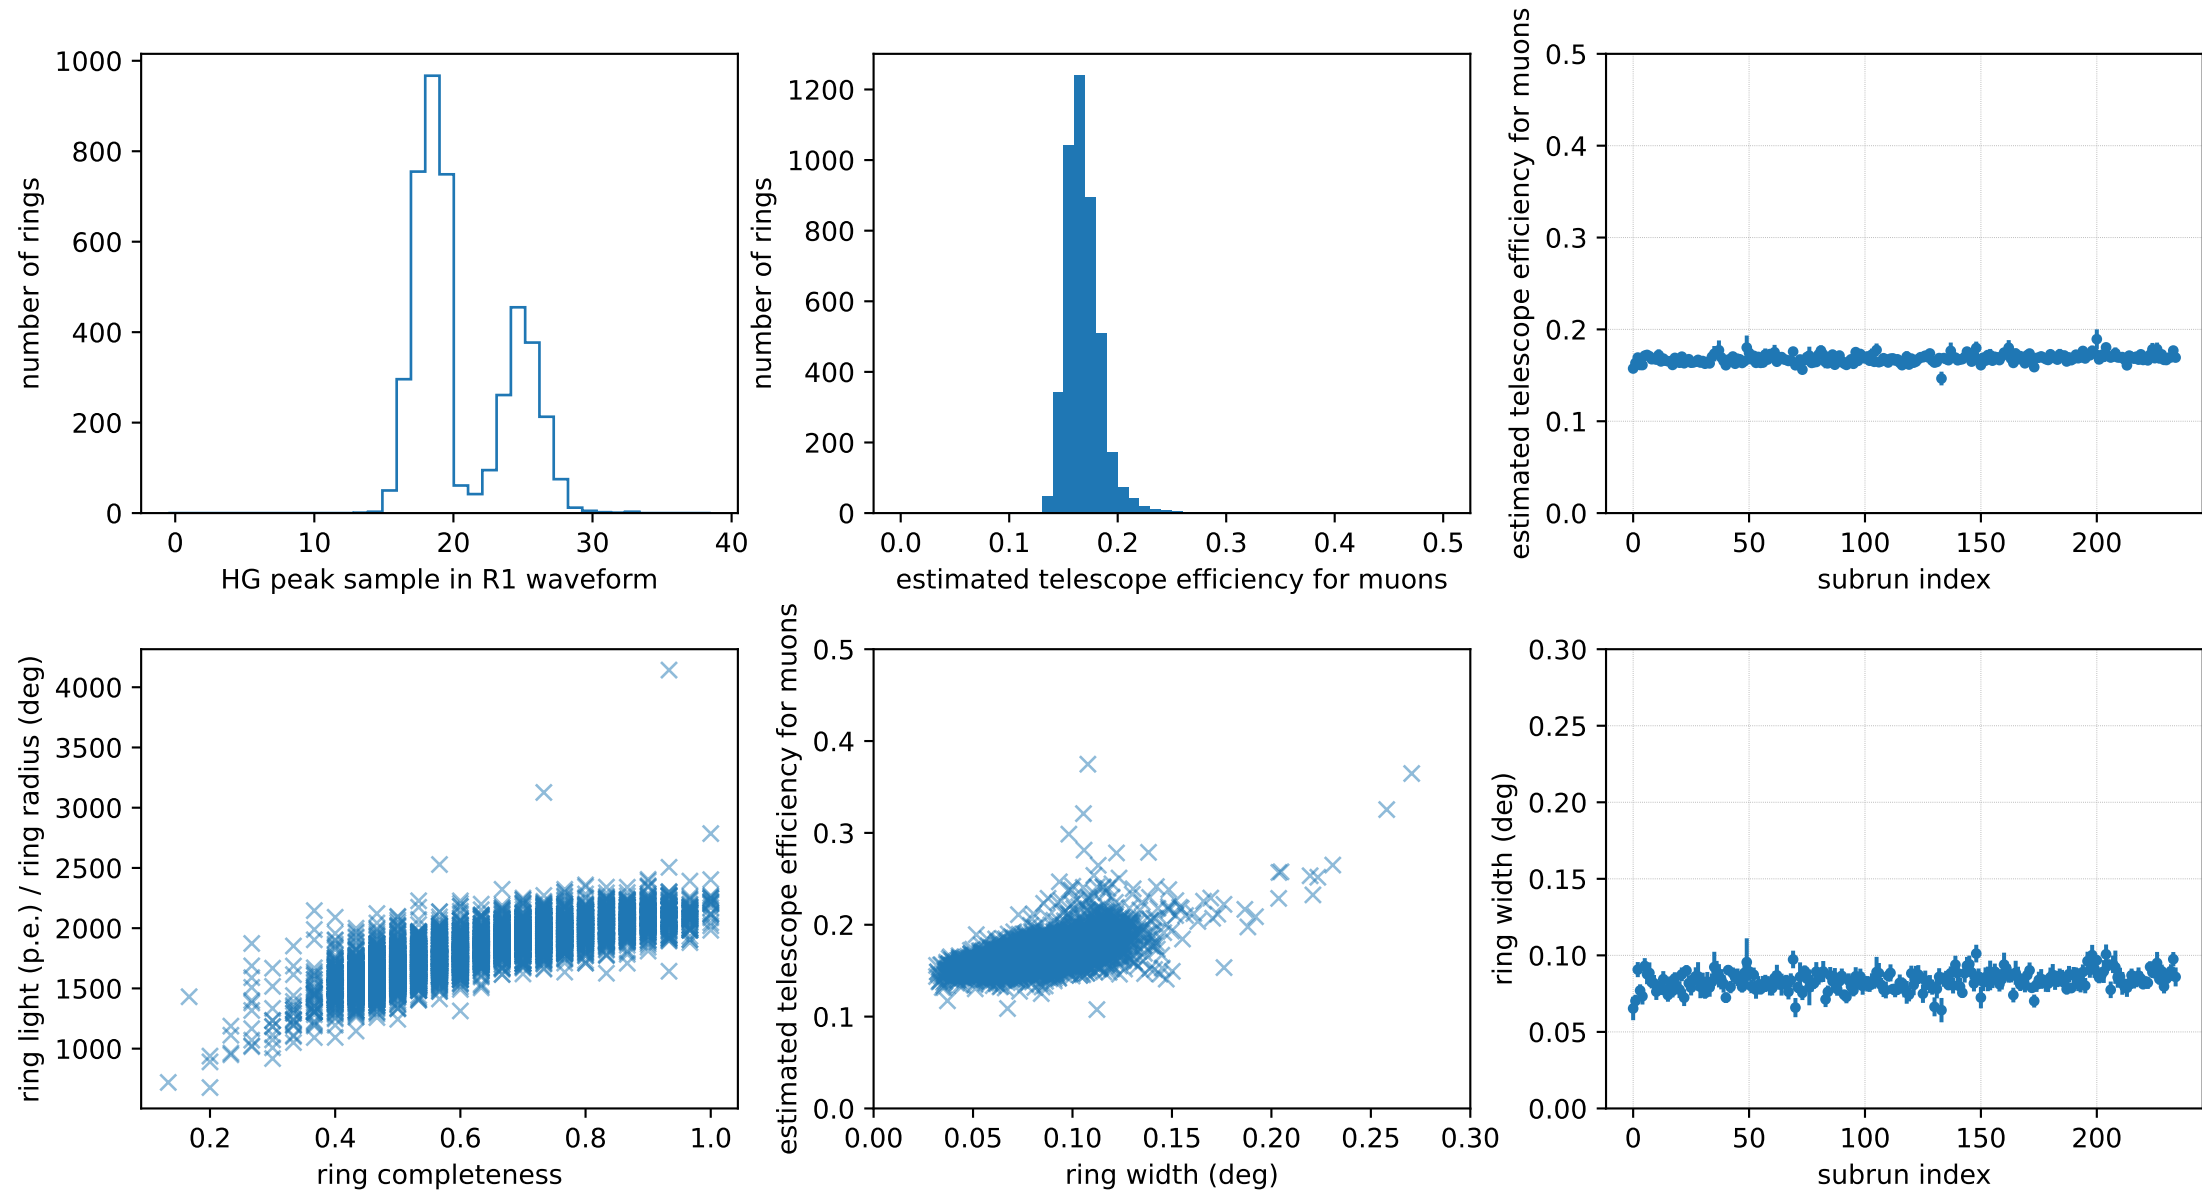 number of rings
1000
800
600
400
200
0
0 10 20 30 40
HG peak sample in R1 waveform
number of rings
1200
1000
800
600
400
200
0
0.0 0.1 0.2 0.3 0.4 0.5
estimated telescope efficiency for muons
estimated telescope efficiency for muons
0.5
0.4
0.3
0.2
0.1
0.0
0 50 100 150 200
subrun index
ring light (p.e.) / ring radius (deg)
4000
3500
3000
2500
2000
1500
1000
0.2 0.4 0.6 0.8 1.0
ring completeness
estimated telescope efficiency for muons
0.5
0.4
0.3
0.2
0.1
0.0
0.00 0.05 0.10 0.15 0.20 0.25 0.30
ring width (deg)
ring width (deg)
0.30
0.25
0.20
0.15
0.10
0.05
0.00
0 50 100 150 200
subrun index